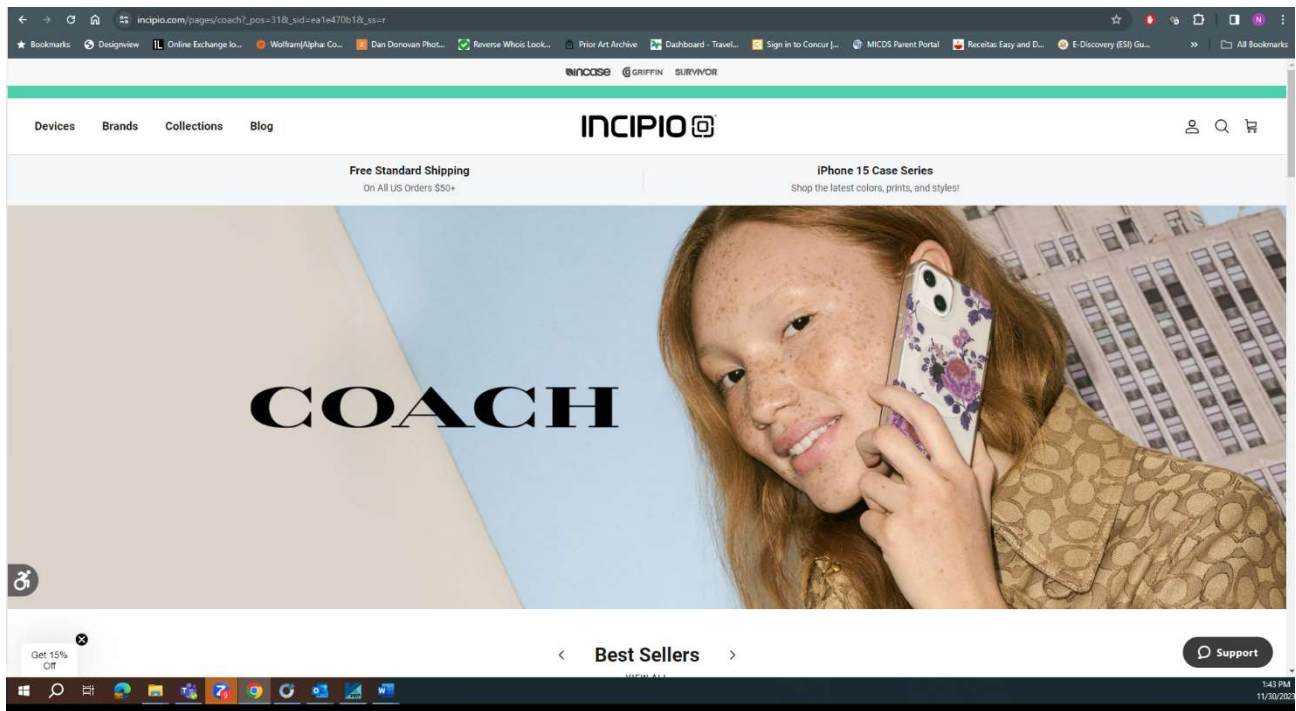 incipio.com/pages/coach?_pos=31&_sid=ea1e470b1&_ss=r
N
Bookmarks
Designview
Online Exchange lo...
Wolfram|Alpha: Co...
Dan Donovan Phot...
Reverse Whois Look...
Prior Art Archive
Dashboard - Travel...
Sign in to Concur |...
MICDS Parent Portal
Receitas Easy and D...
E-Discovery (ESI) Gu...
»
All Bookmarks
incase GRIFFIN SURVIVOR
Devices Brands Collections Blog
INCIPIO
Free Standard Shipping
On All US Orders $50+
iPhone 15 Case Series
Shop the latest colors, prints, and styles!
COACH
Get 15%
Off
Best Sellers
VIEW ALL
Support
1:43 PM
11/30/2023